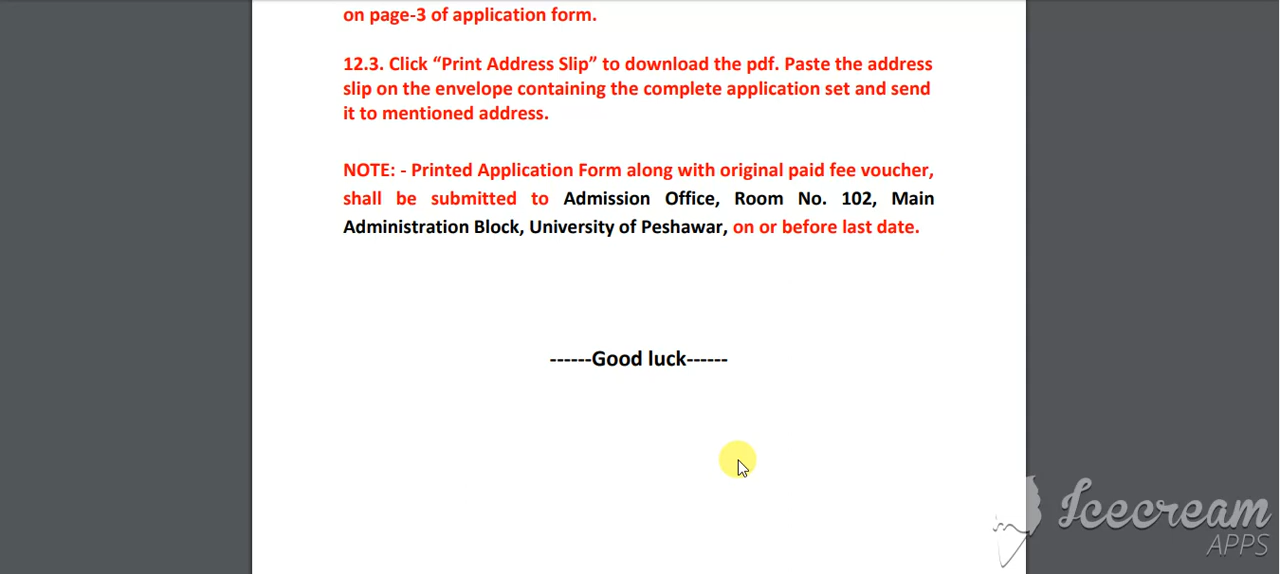 on page-3 of application form.
12.3. Click “Print Address Slip” to download the pdf. Paste the address
slip on the envelope containing the complete application set and send
it to mentioned address.
NOTE: - Printed Application Form along with original paid fee voucher,
shall be submitted to Admission Office, Room No. 102, Main
Administration Block, University of Peshawar, on or before last date.
------Good luck------
Icecream
APPS